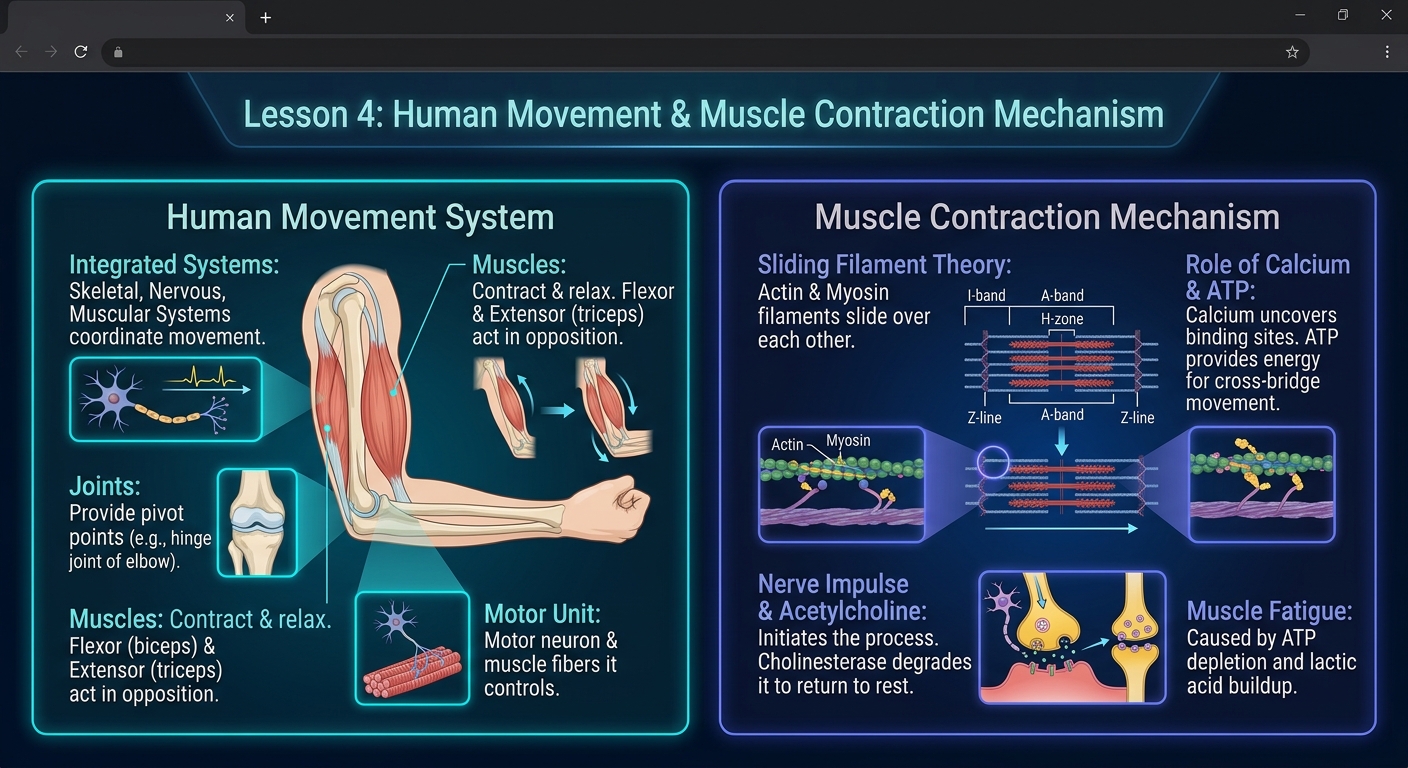 Lesson 4: Human Movement & Muscle Contraction Mechanism
Human Movement System
Integrated Systems:
Skeletal, Nervous,
Muscular Systems
coordinate movement.
Muscles:
Contract & relax. Flexor
& Extensor (triceps)
act in opposition.
Joints:
Provide pivot
points (e.g., hinge
joint of elbow).
Muscles: Contract & relax.
Flexor (biceps) &
Extensor (triceps)
act in opposition.
Motor Unit:
Motor neuron &
muscle fibers it
controls.
Muscle Contraction Mechanism
Sliding Filament Theory:
Actin & Myosin
filaments slide over
each other.
I-band
A-band
H-zone
Z-line
A-band
Z-line
Role of Calcium
& ATP:
Calcium uncovers
binding sites. ATP
provides energy
for cross-bridge
movement.
Actin
Myosin
Nerve Impulse
& Acetylcholine:
Initiates the process.
Cholinesterase degrades
it to return to rest.
Muscle Fatigue:
Caused by ATP
depletion and lactic
acid buildup.